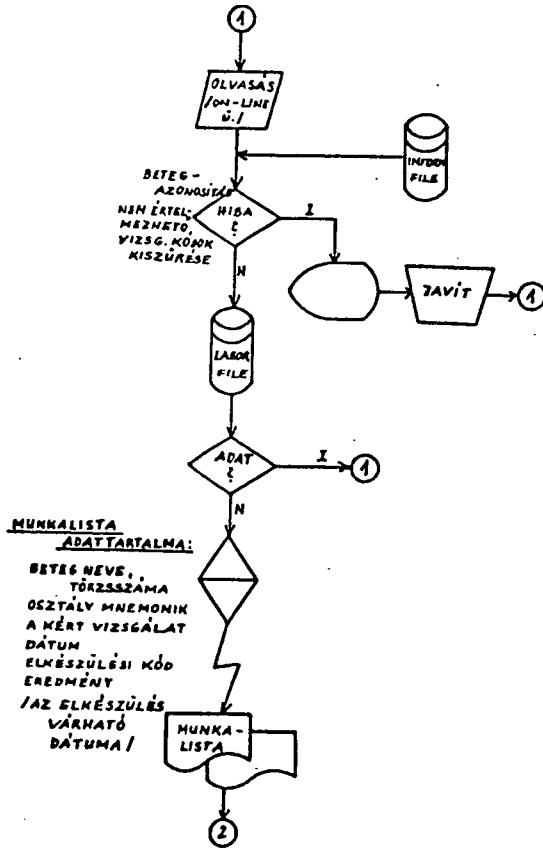 1
OLVASÁS
/ON-LINE
Ü./
FILE
BETEG-
AZONOSÍTÁS
NEM ÉRTEL-
MEZHETŐ,
VIZSG. KÓDOK
KISZŰRÉSE
HIBA
?
I
N
JAVÍT
1
LABOR
FILE
ADAT
?
I
1
N
MUNKALISTA
ADATTARTALMA:
BETEG NEVE,
TÖRZSSZÁMA
OSZTÁLY MNEMONIK
A KÉRT VIZSGÁLAT
DÁTUM
ELKÉSZÜLÉSI KÓD
EREDMÉNY
/AZ ELKÉSZÜLÉS
VÁRHATÓ
DÁTUMA/
MUNKA-
LISTA
2